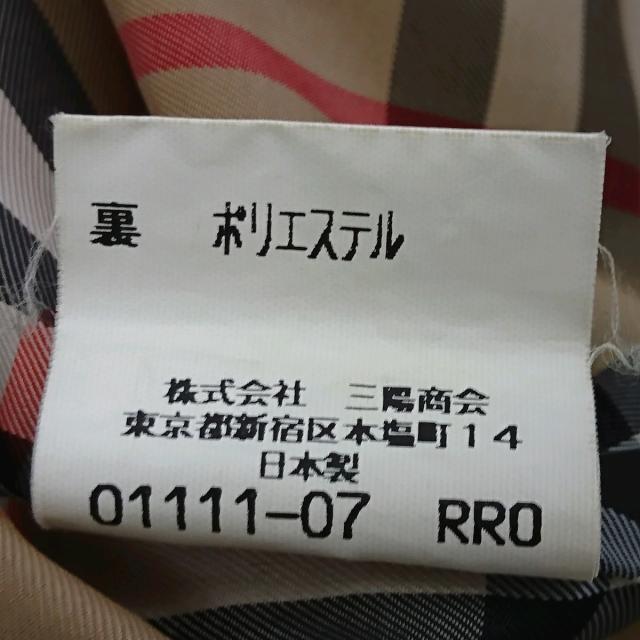 裏　ポリエステル
株式会社　三陽商会
東京都新宿区本塩町１４
日本製
01111-07　RRO